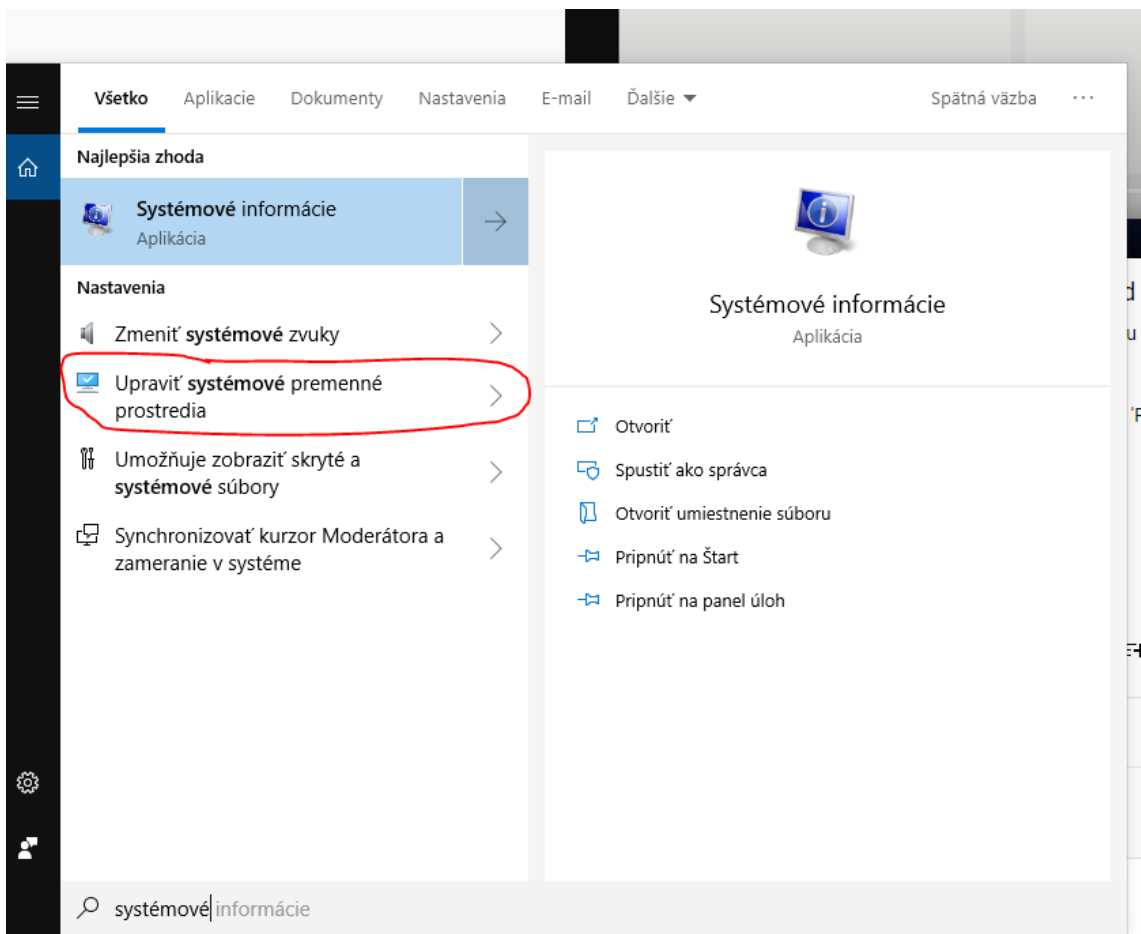 Všetko Aplikacie Dokumenty Nastavenia E-mail Ďalšie Spätná väzba ...
Najlepšia zhoda
Systémové informácie
Aplikácia
Nastavenia
Zmeniť systémové zvuky
Upraviť systémové premenné
prostredia
Umožňuje zobraziť skryté a
systémové súbory
Synchronizovať kurzor Moderátora a
zameranie v systéme
Systémové informácie
Aplikácia
Otvoriť
Spustiť ako správca
Otvoriť umiestnenie súboru
Pripnúť na Štart
Pripnúť na panel úloh
systémové informácie